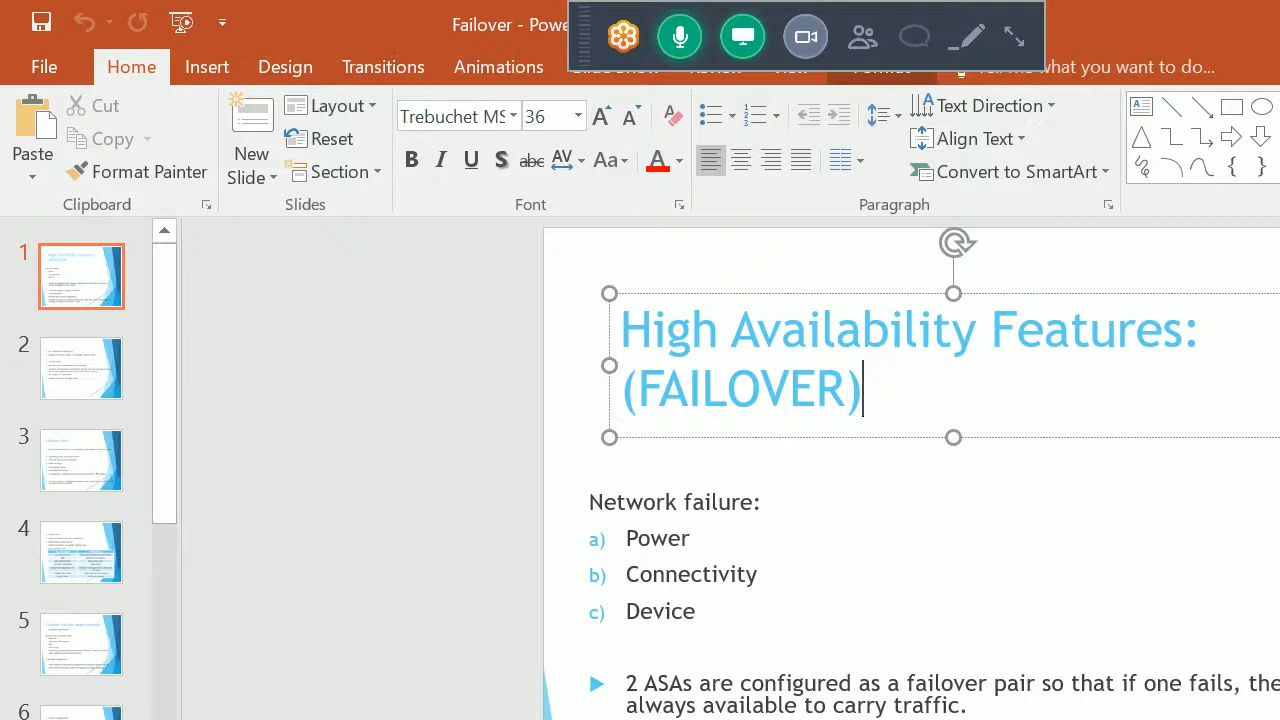 Failover - Powe
File
Home
Insert
Design
Transitions
Animations
Tell me what you want to do...
Paste
Cut
Copy
Format Painter
Clipboard
New
Slide
Layout
Reset
Section
Slides
Trebuchet MS
36
B I U S abc AV Aa A
Font
Text Direction
Align Text
Convert to SmartArt
Paragraph
1
2
3
4
5
6
High Availability Features:
(FAILOVER)
Network failure:
a) Power
b) Connectivity
c) Device
2 ASAs are configured as a failover pair so that if one fails, the
always available to carry traffic.